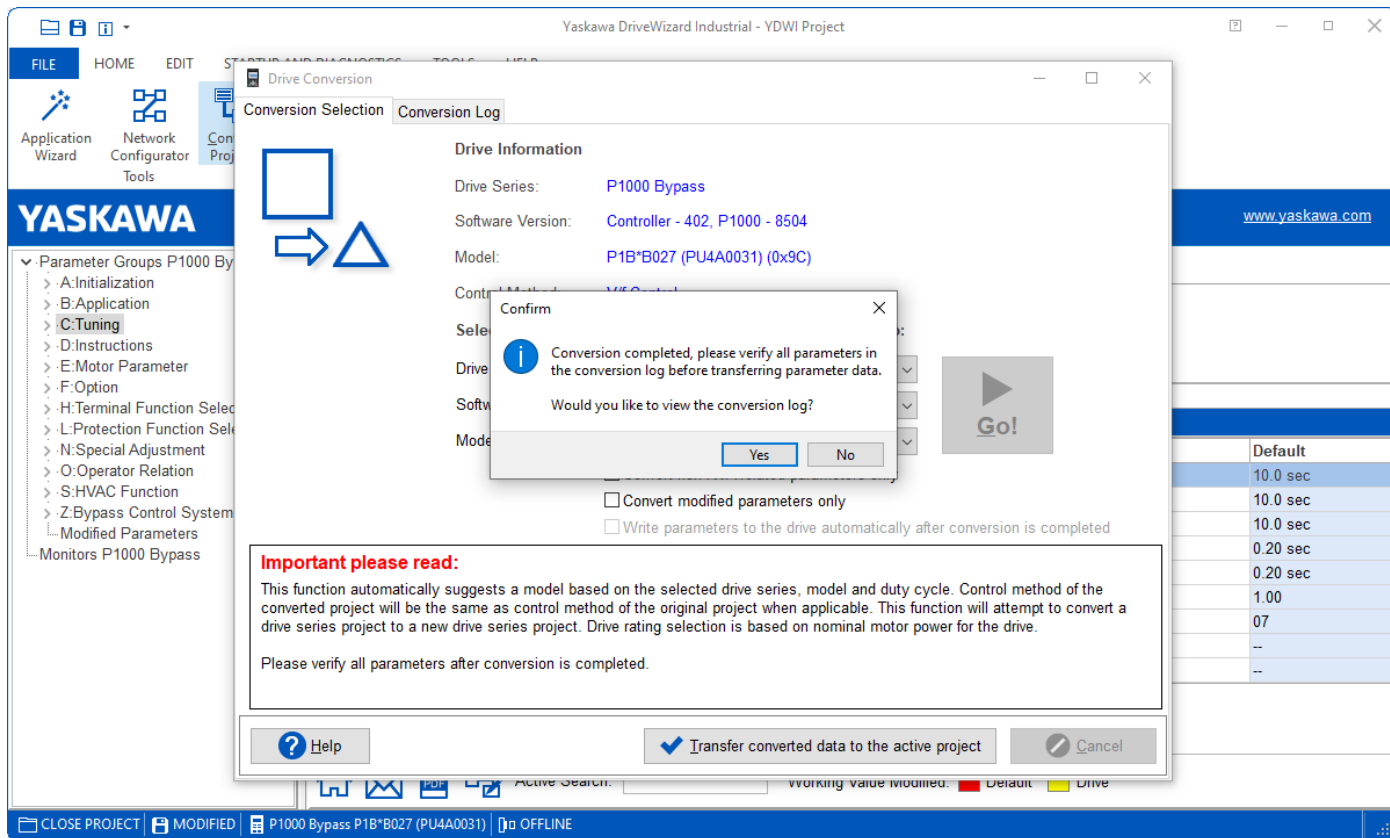 Yaskawa DriveWizard Industrial - YDWI Project
FILE
HOME
EDIT
STARTUP AND DIAGNOSTICS
TOOLS
HELP
Application
Wizard
Network
Configurator
Tools
YASKAWA
www.yaskawa.com
Parameter Groups P1000 By
A:Initialization
B:Application
C:Tuning
D:Instructions
E:Motor Parameter
F:Option
H:Terminal Function Selec
L:Protection Function Sele
N:Special Adjustment
O:Operator Relation
S:HVAC Function
Z:Bypass Control System
Modified Parameters
Monitors P1000 Bypass
Drive Conversion
Conversion Selection
Conversion Log
Drive Information
Drive Series: P1000 Bypass
Software Version: Controller - 402, P1000 - 8504
Model: P1B*B027 (PU4A0031) (0x9C)
Control Method: V/f Control
Confirm
Conversion completed, please verify all parameters in
the conversion log before transferring parameter data.
Would you like to view the conversion log?
Yes
No
Drive
Go!
Convert modified parameters only
Write parameters to the drive automatically after conversion is completed
Important please read:
This function automatically suggests a model based on the selected drive series, model and duty cycle. Control method of the
converted project will be the same as control method of the original project when applicable. This function will attempt to convert a
drive series project to a new drive series project. Drive rating selection is based on nominal motor power for the drive.
Please verify all parameters after conversion is completed.
Help
Transfer converted data to the active project
Cancel
Default
10.0 sec
10.0 sec
10.0 sec
0.20 sec
0.20 sec
1.00
07
--
--
PDF
Active Search:
Working Value Modified:
Default
Drive
CLOSE PROJECT
MODIFIED
P1000 Bypass P1B*B027 (PU4A0031)
OFFLINE